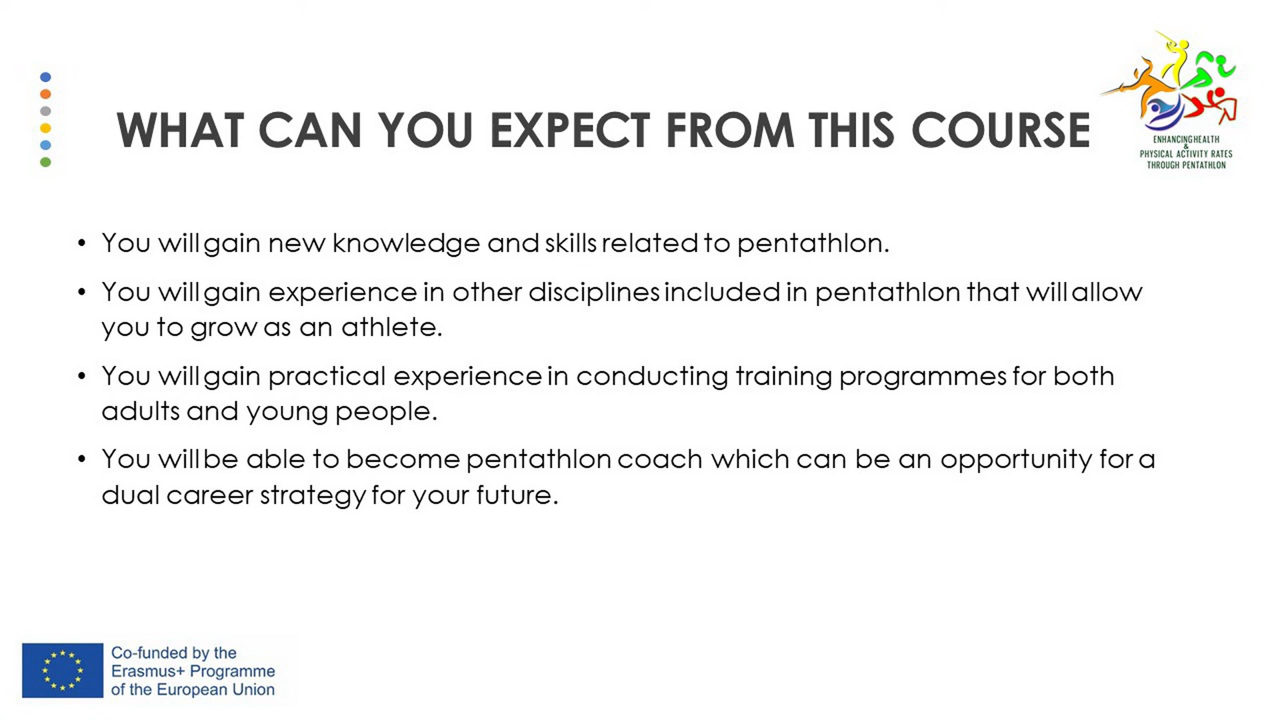 WHAT CAN YOU EXPECT FROM THIS COURSE
ENHANCING HEALTH
&
PHYSICAL ACTIVITY RATES
THROUGH PENTATHLON
• You will gain new knowledge and skills related to pentathlon.
• You will gain experience in other disciplines included in pentathlon that will allow
you to grow as an athlete.
• You will gain practical experience in conducting training programmes for both
adults and young people.
• You will be able to become pentathlon coach which can be an opportunity for a
dual career strategy for your future.
Co-funded by the
Erasmus+ Programme
of the European Union